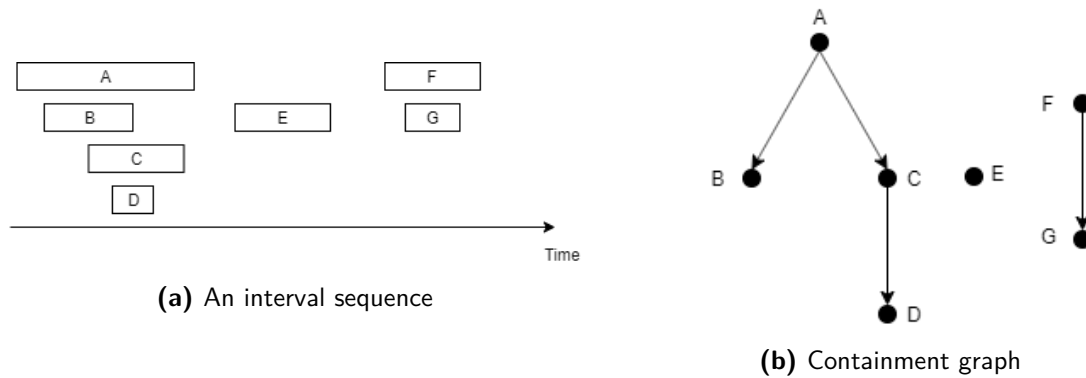 A
F
B
E
G
C
D
Time
(a) An interval sequence
A
F
B
C
E
G
D
(b) Containment graph